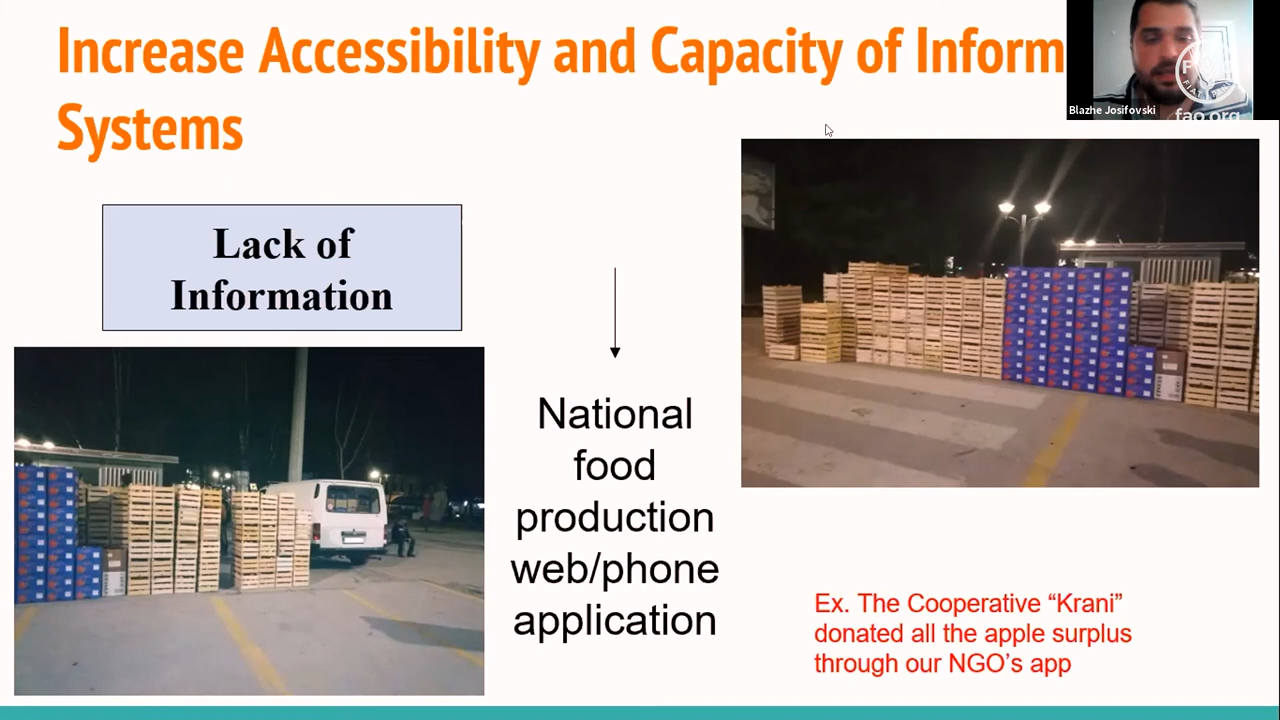 Increase Accessibility and Capacity of Inform
Systems
Blazhe Josifovski
fao.org
Lack of
Information
National
food
production
web/phone
application
Ex. The Cooperative “Krani”
donated all the apple surplus
through our NGO’s app